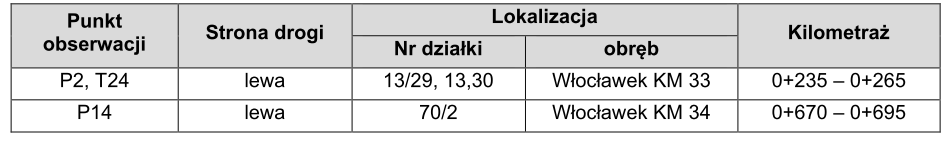 Punkt obserwacji | Strona drogi | Lokalizacja | Kilometraż
Nr działki | obręb
P2, T24 | lewa | 13/29, 13,30 | Włocławek KM 33 | 0+235 – 0+265
P14 | lewa | 70/2 | Włocławek KM 34 | 0+670 – 0+695